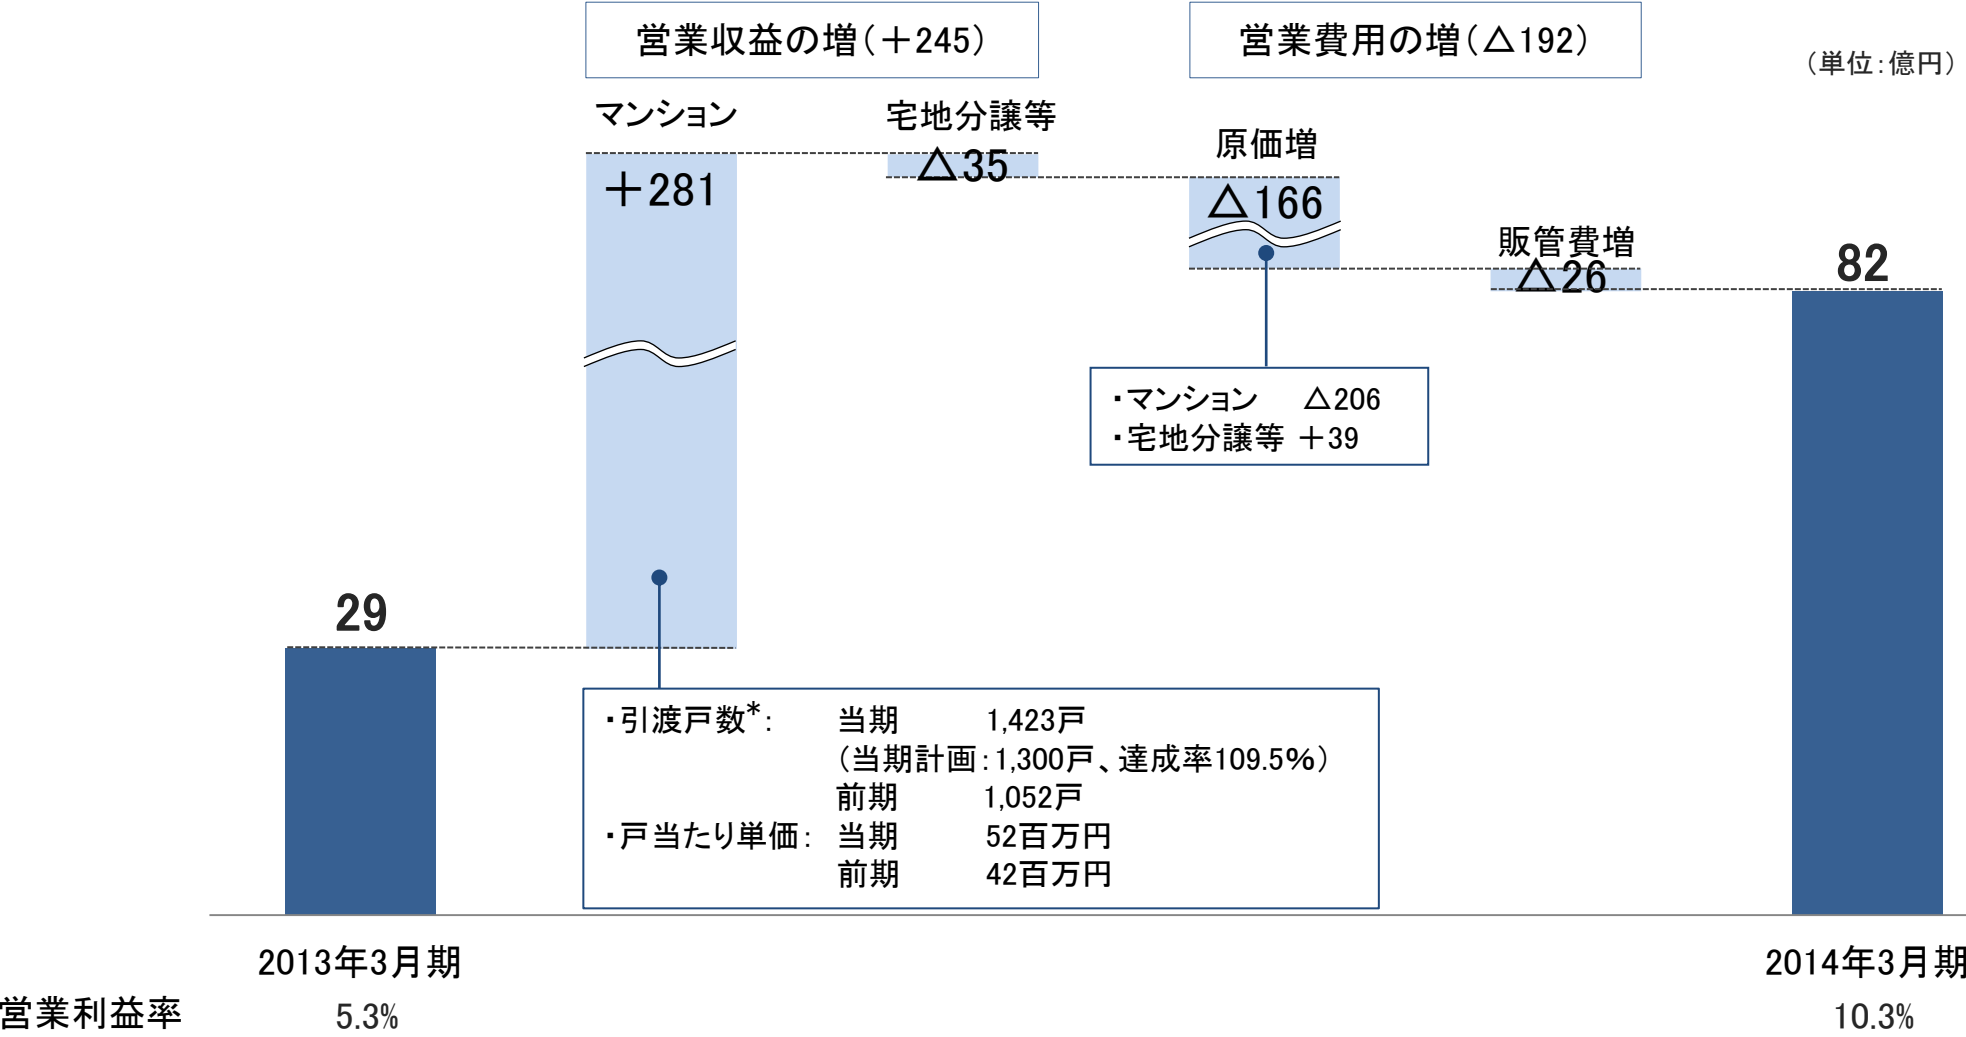 営業収益の増（＋245）
営業費用の増（△192）
（単位：億円）
マンション
＋281
宅地分譲等
△35
原価増
△166
販管費増
△26
82
29
・マンション △206
・宅地分譲等 ＋39
・引渡戸数*： 当期 1,423戸
（当期計画：1,300戸、達成率109.5％）
前期 1,052戸
・戸当たり単価： 当期 52百万円
前期 42百万円
2013年3月期
2014年3月期
営業利益率 5.3% 10.3%